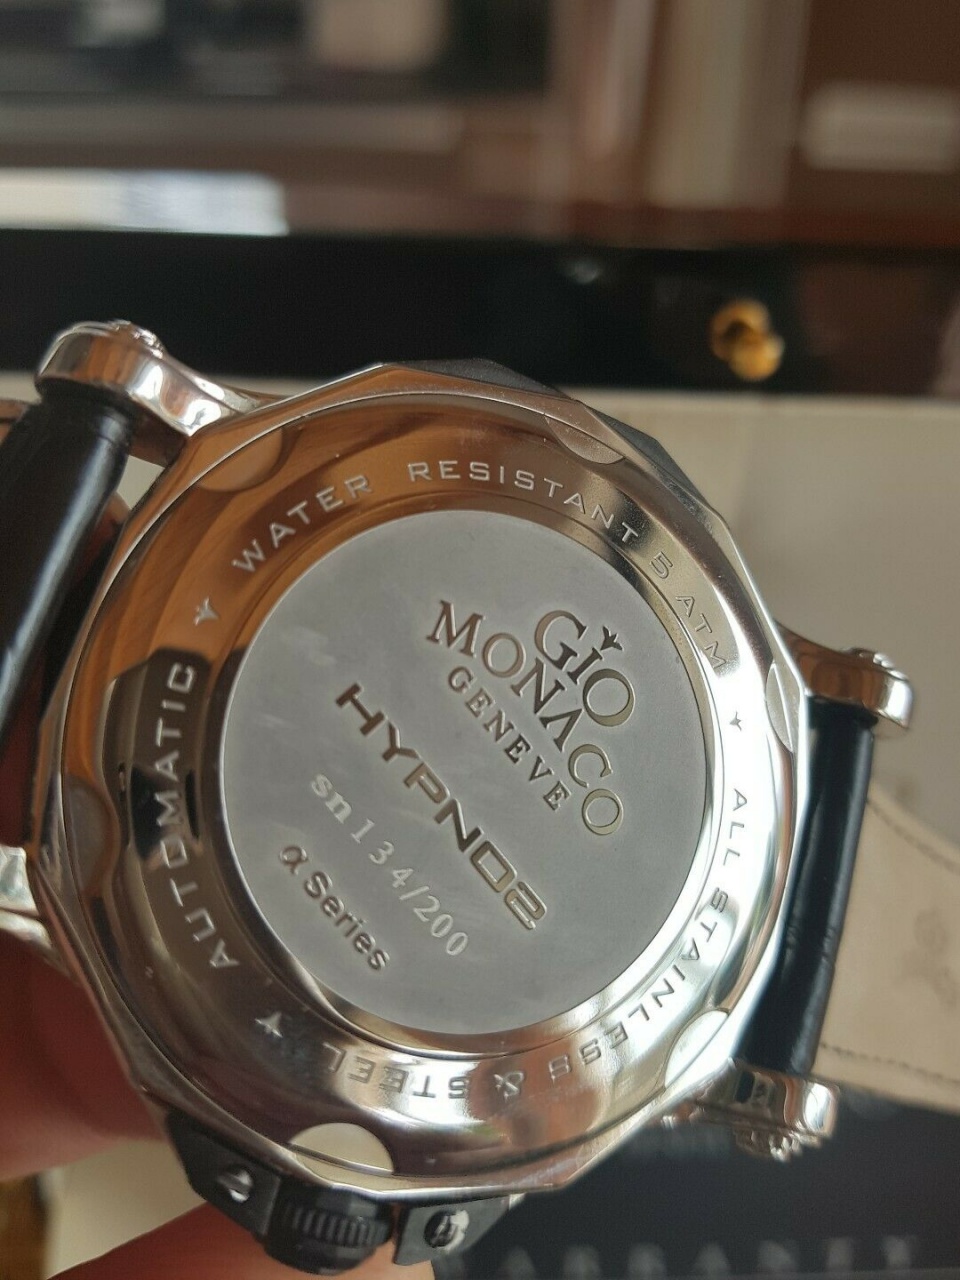 WATER RESISTANT 5 ATM
ALL STAINLESS & STEEL
AUTOMATIC
GIO
MONACO
GENEVE
HYPNO2
sn 134/200
α Series